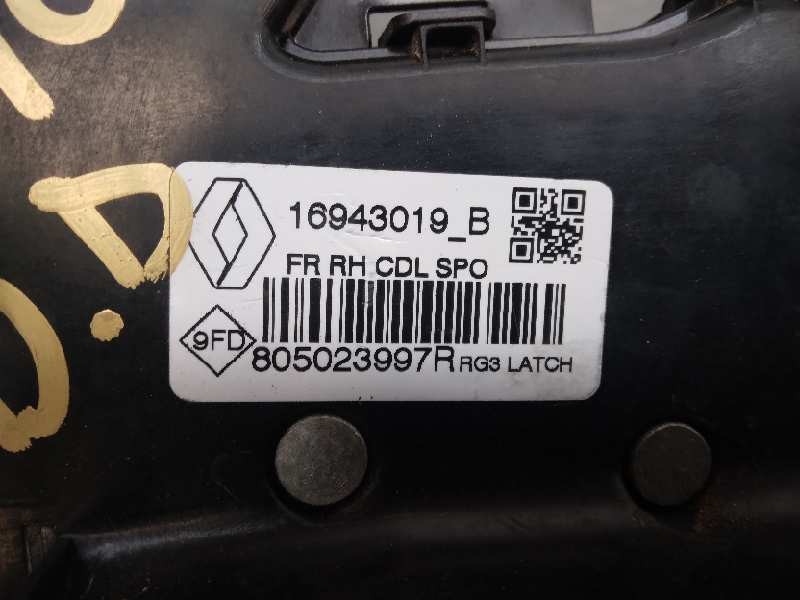 16943019_B
FR RH CDL SPO
9FD
805023997R RG3 LATCH